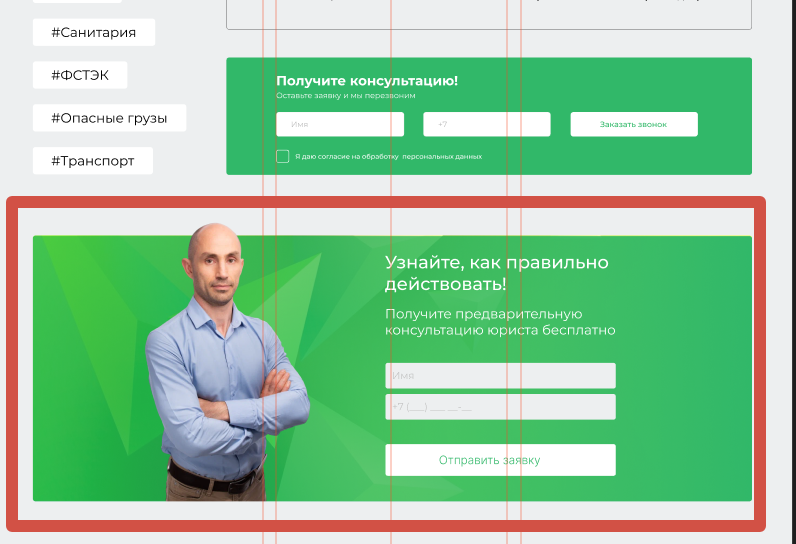 #Санитария
#ФСТЭК
#Опасные грузы
#Транспорт
Получите консультацию!
Оставьте заявку и мы перезвоним
Имя
+7
Заказать звонок
Я даю согласие на обработку персональных данных
Узнайте, как правильно
действовать!
Получите предварительную
консультацию юриста бесплатно
Имя
+7 (___) ___ __-__
Отправить заявку